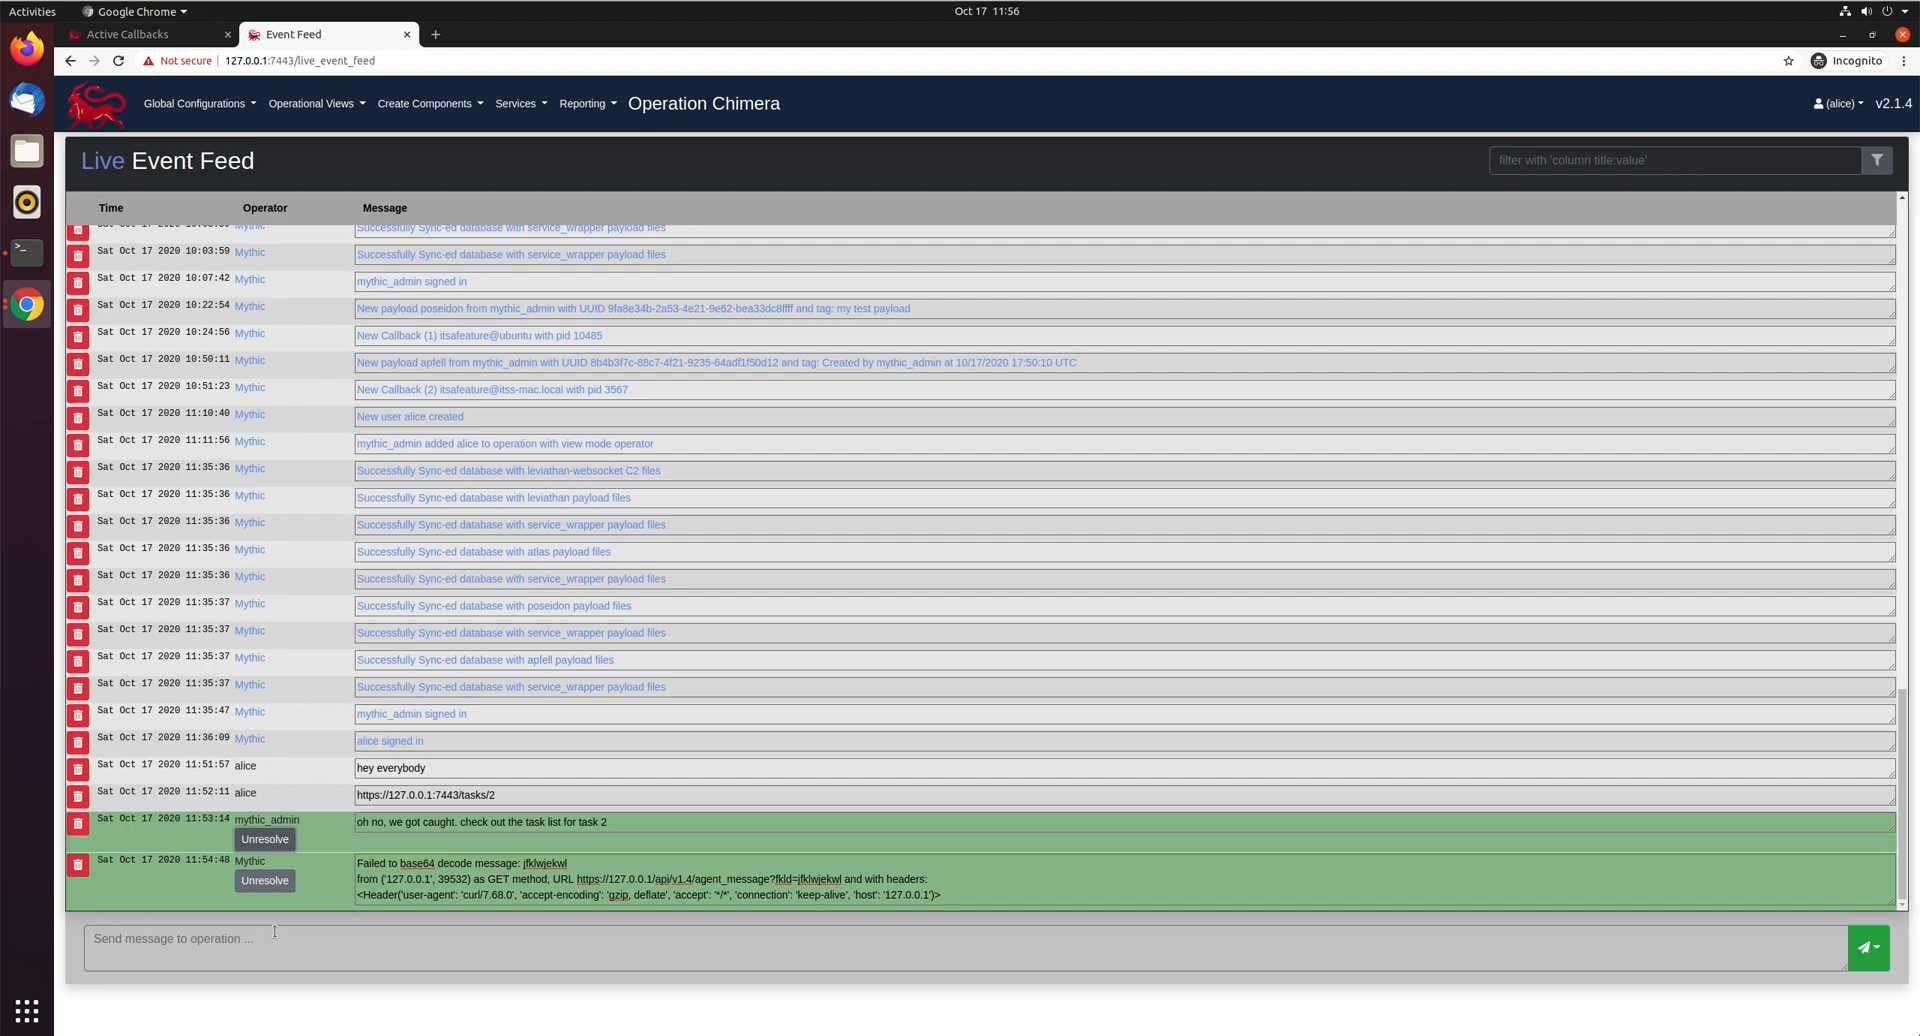 Activities Google Chrome Oct 17 11:56
Active Callbacks Event Feed
Not secure 127.0.0.1:7443/live_event_feed Incognito
Global Configurations Operational Views Create Components Services Reporting Operation Chimera (alice) v2.1.4
Live Event Feed filter with 'column title:value'
Time Operator Message
Mythic Successfully Sync-ed database with service_wrapper payload files
Sat Oct 17 2020 10:03:59 Mythic Successfully Sync-ed database with service_wrapper payload files
Sat Oct 17 2020 10:07:42 Mythic mythic_admin signed in
Sat Oct 17 2020 10:22:54 Mythic New payload poseidon from mythic_admin with UUID 9fa8e34b-2a53-4e21-9e62-bea33dc8ffff and tag: my test payload
Sat Oct 17 2020 10:24:56 Mythic New Callback (1) itsafeature@ubuntu with pid 10485
Sat Oct 17 2020 10:50:11 Mythic New payload apfell from mythic_admin with UUID 8b4b3f7c-88c7-4f21-9235-64adf1f50d12 and tag: Created by mythic_admin at 10/17/2020 17:50:10 UTC
Sat Oct 17 2020 10:51:23 Mythic New Callback (2) itsafeature@itss-mac.local with pid 3567
Sat Oct 17 2020 11:10:40 Mythic New user alice created
Sat Oct 17 2020 11:11:56 Mythic mythic_admin added alice to operation with view mode operator
Sat Oct 17 2020 11:35:36 Mythic Successfully Sync-ed database with leviathan-websocket C2 files
Sat Oct 17 2020 11:35:36 Mythic Successfully Sync-ed database with leviathan payload files
Sat Oct 17 2020 11:35:36 Mythic Successfully Sync-ed database with service_wrapper payload files
Sat Oct 17 2020 11:35:36 Mythic Successfully Sync-ed database with atlas payload files
Sat Oct 17 2020 11:35:36 Mythic Successfully Sync-ed database with service_wrapper payload files
Sat Oct 17 2020 11:35:37 Mythic Successfully Sync-ed database with poseidon payload files
Sat Oct 17 2020 11:35:37 Mythic Successfully Sync-ed database with service_wrapper payload files
Sat Oct 17 2020 11:35:37 Mythic Successfully Sync-ed database with apfell payload files
Sat Oct 17 2020 11:35:37 Mythic Successfully Sync-ed database with service_wrapper payload files
Sat Oct 17 2020 11:35:47 Mythic mythic_admin signed in
Sat Oct 17 2020 11:36:09 Mythic alice signed in
Sat Oct 17 2020 11:51:57 alice hey everybody
Sat Oct 17 2020 11:52:11 alice https://127.0.0.1:7443/tasks/2
Sat Oct 17 2020 11:53:14 mythic_admin oh no, we got caught. check out the task list for task 2
Unresolve
Sat Oct 17 2020 11:54:48 Mythic Failed to base64 decode message: jfklwjekwl
Unresolve from ('127.0.0.1', 39532) as GET method, URL https://127.0.0.1/api/v1.4/agent_message?fkld=jfklwjekwl and with headers:
<Header('user-agent': 'curl/7.68.0', 'accept-encoding': 'gzip, deflate', 'accept': '*/*', 'connection': 'keep-alive', 'host': '127.0.0.1')>
Send message to operation ...